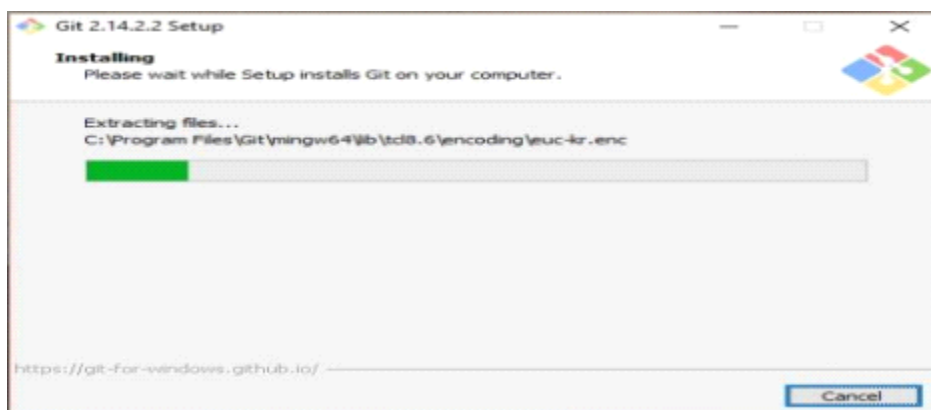 Git 2.14.2.2 Setup
Installing
Please wait while Setup installs Git on your computer.
Extracting files...
C:\Program Files\Git\mingw64\lib\tcl8.6\encoding\euc-kr.enc
https://git-for-windows.github.io/
Cancel